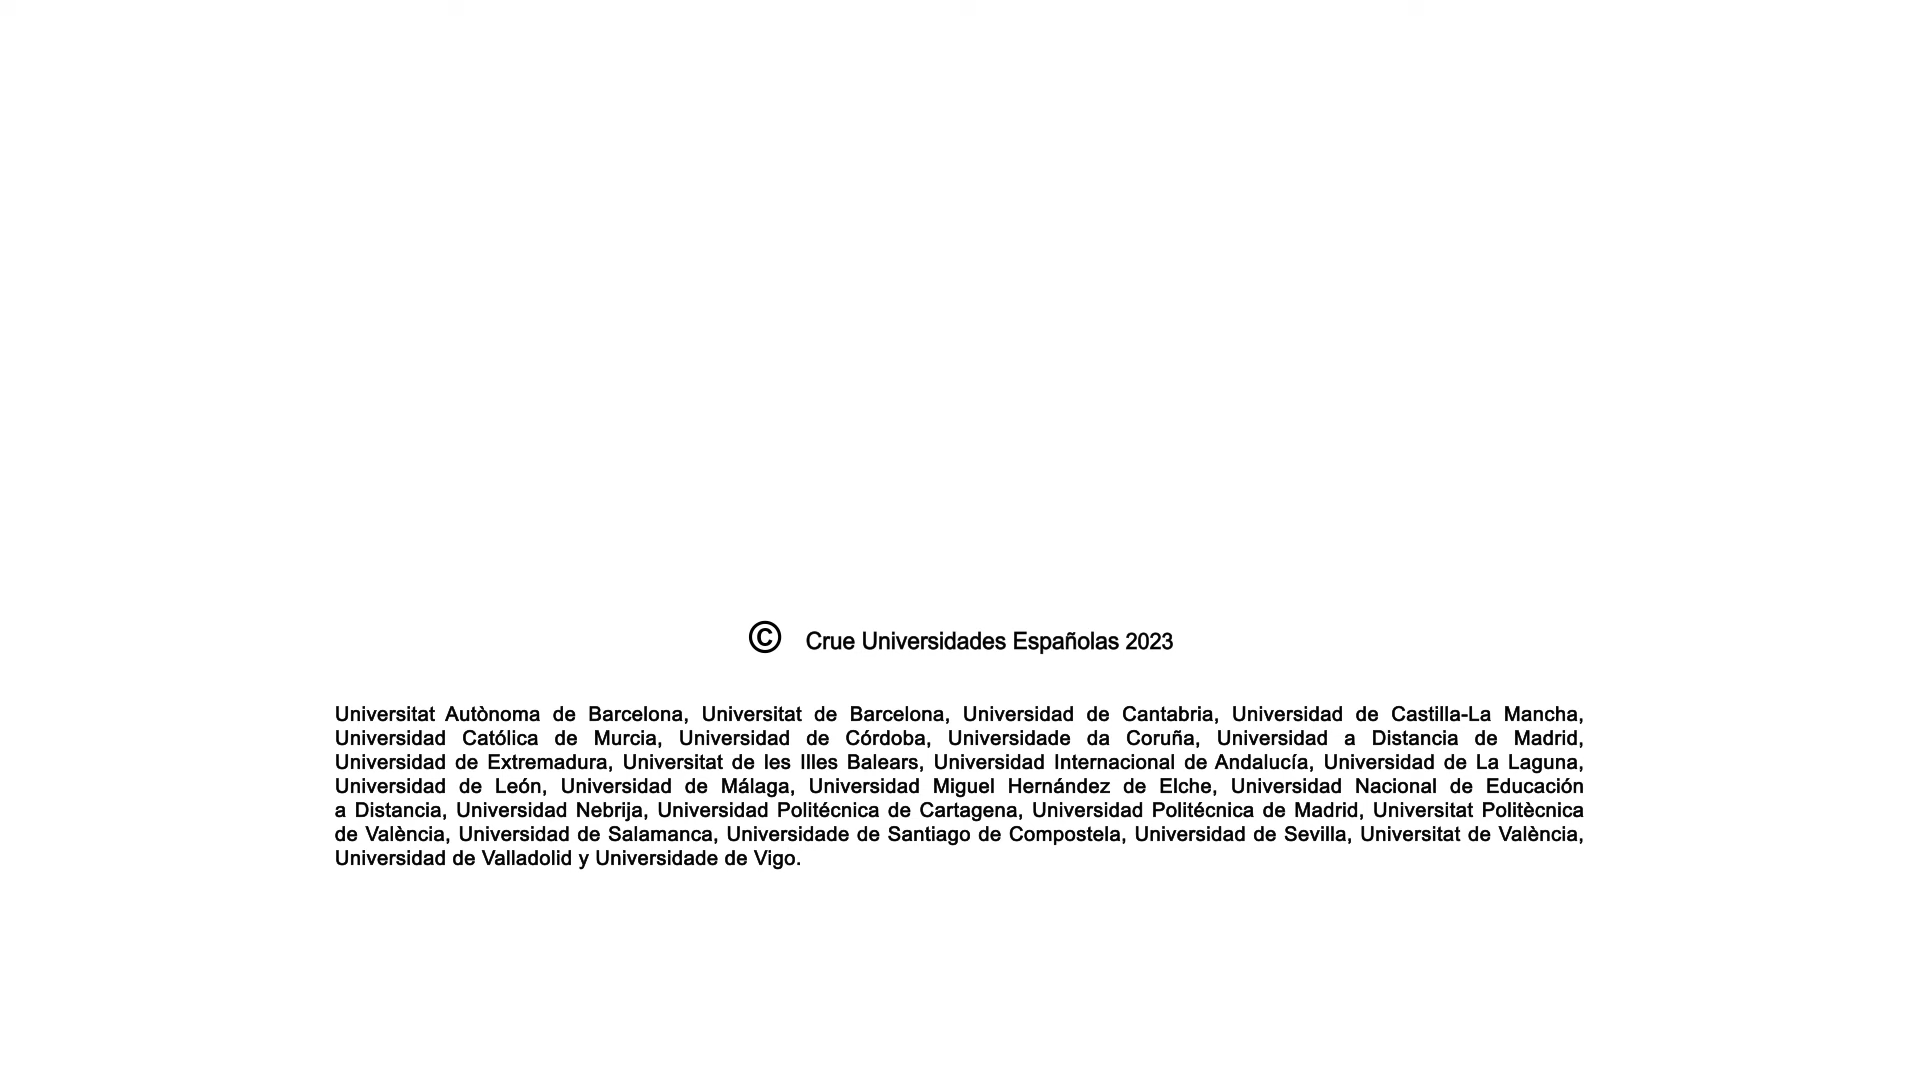 © Crue Universidades Españolas 2023
Universitat Autònoma de Barcelona, Universitat de Barcelona, Universidad de Cantabria, Universidad de Castilla-La Mancha,
Universidad Católica de Murcia, Universidad de Córdoba, Universidade da Coruña, Universidad a Distancia de Madrid,
Universidad de Extremadura, Universitat de les Illes Balears, Universidad Internacional de Andalucía, Universidad de La Laguna,
Universidad de León, Universidad de Málaga, Universidad Miguel Hernández de Elche, Universidad Nacional de Educación
a Distancia, Universidad Nebrija, Universidad Politécnica de Cartagena, Universidad Politécnica de Madrid, Universitat Politècnica
de València, Universidad de Salamanca, Universidade de Santiago de Compostela, Universidad de Sevilla, Universitat de València,
Universidad de Valladolid y Universidade de Vigo.